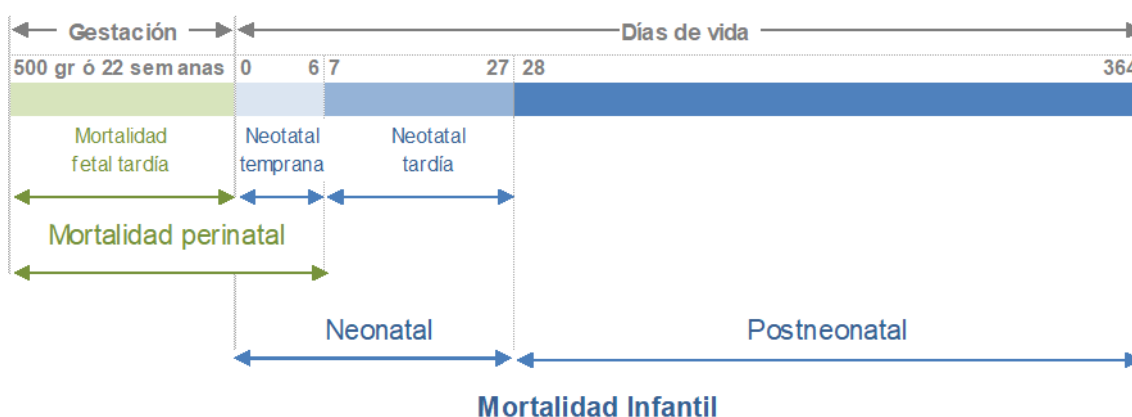 Gestación
Días de vida
500 gr ó 22 semanas
0
6
7
27
28
364
Mortalidad
fetal tardía
Neotatal
temprana
Neotatal
tardía
Mortalidad perinatal
Neonatal
Postneonatal
Mortalidad Infantil